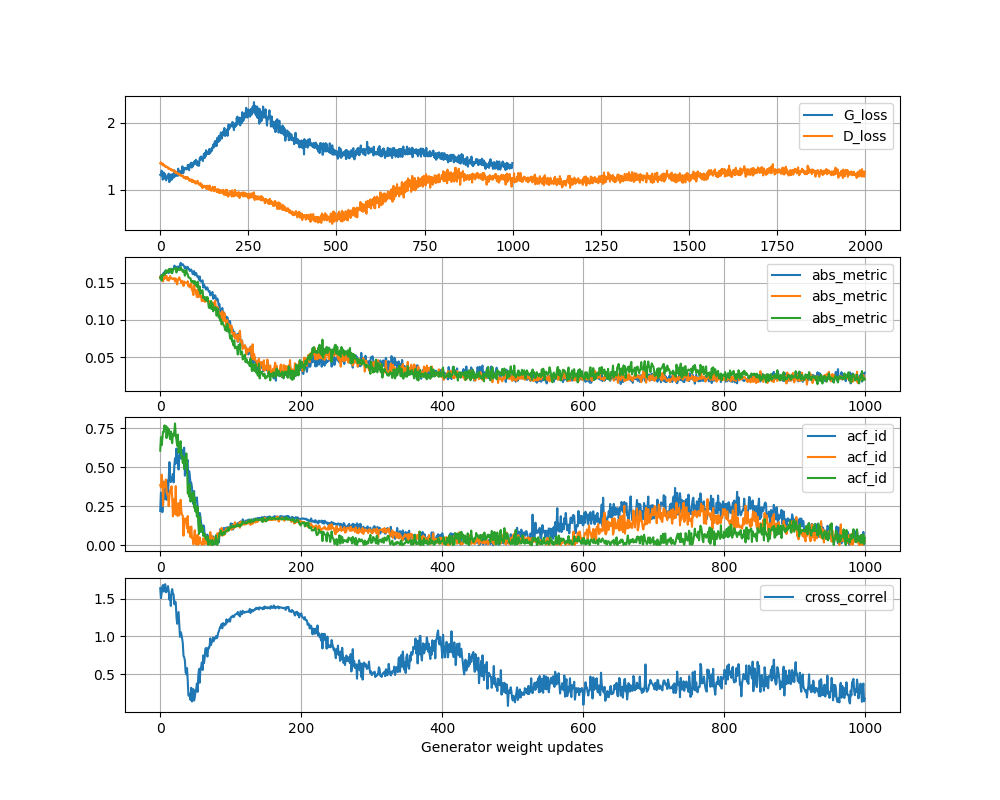 2
1
G_loss
D_loss
0 250 500 750 1000 1250 1500 1750 2000
0.15
0.10
0.05
abs_metric
abs_metric
abs_metric
0 200 400 600 800 1000
0.75
0.50
0.25
0.00
acf_id
acf_id
acf_id
0 200 400 600 800 1000
1.5
1.0
0.5
cross_correl
0 200 400 600 800 1000
Generator weight updates